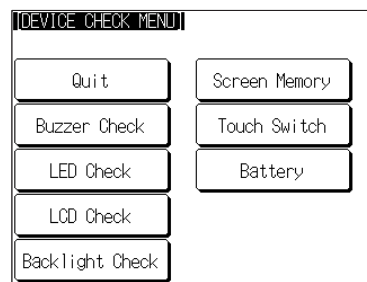 [DEVICE CHECK MENU]
Quit
Buzzer Check
LED Check
LCD Check
Backlight Check
Screen Memory
Touch Switch
Battery